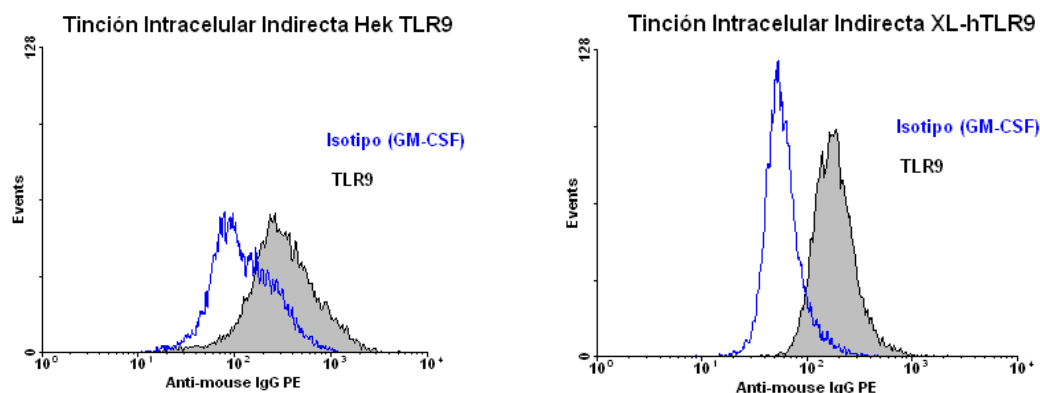 Tinción Intracelular Indirecta Hek TLR9
128
Events
0
Isotipo (GM-CSF)
TLR9
10⁰ 10¹ 10² 10³ 10⁴
Anti-mouse IgG PE
Tinción Intracelular Indirecta XL-hTLR9
128
Events
0
Isotipo (GM-CSF)
TLR9
10⁰ 10¹ 10² 10³ 10⁴
Anti-mouse IgG PE